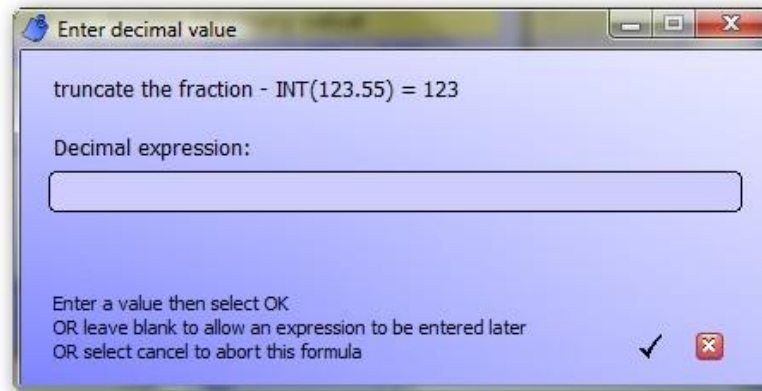 Enter decimal value
truncate the fraction - INT(123.55) = 123
Decimal expression:
Enter a value then select OK
OR leave blank to allow an expression to be entered later
OR select cancel to abort this formula